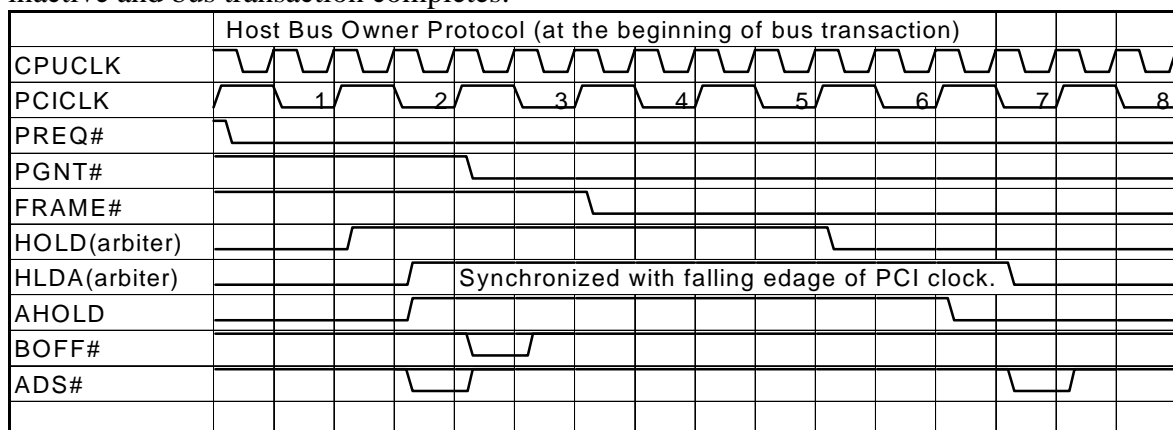 inactive and bus transaction completes.
Host Bus Owner Protocol (at the beginning of bus transaction)
CPUCLK
PCICLK 1 2 3 4 5 6 7 8
PREQ#
PGNT#
FRAME#
HOLD(arbiter)
HLDA(arbiter) Synchronized with falling edage of PCI clock.
AHOLD
BOFF#
ADS#